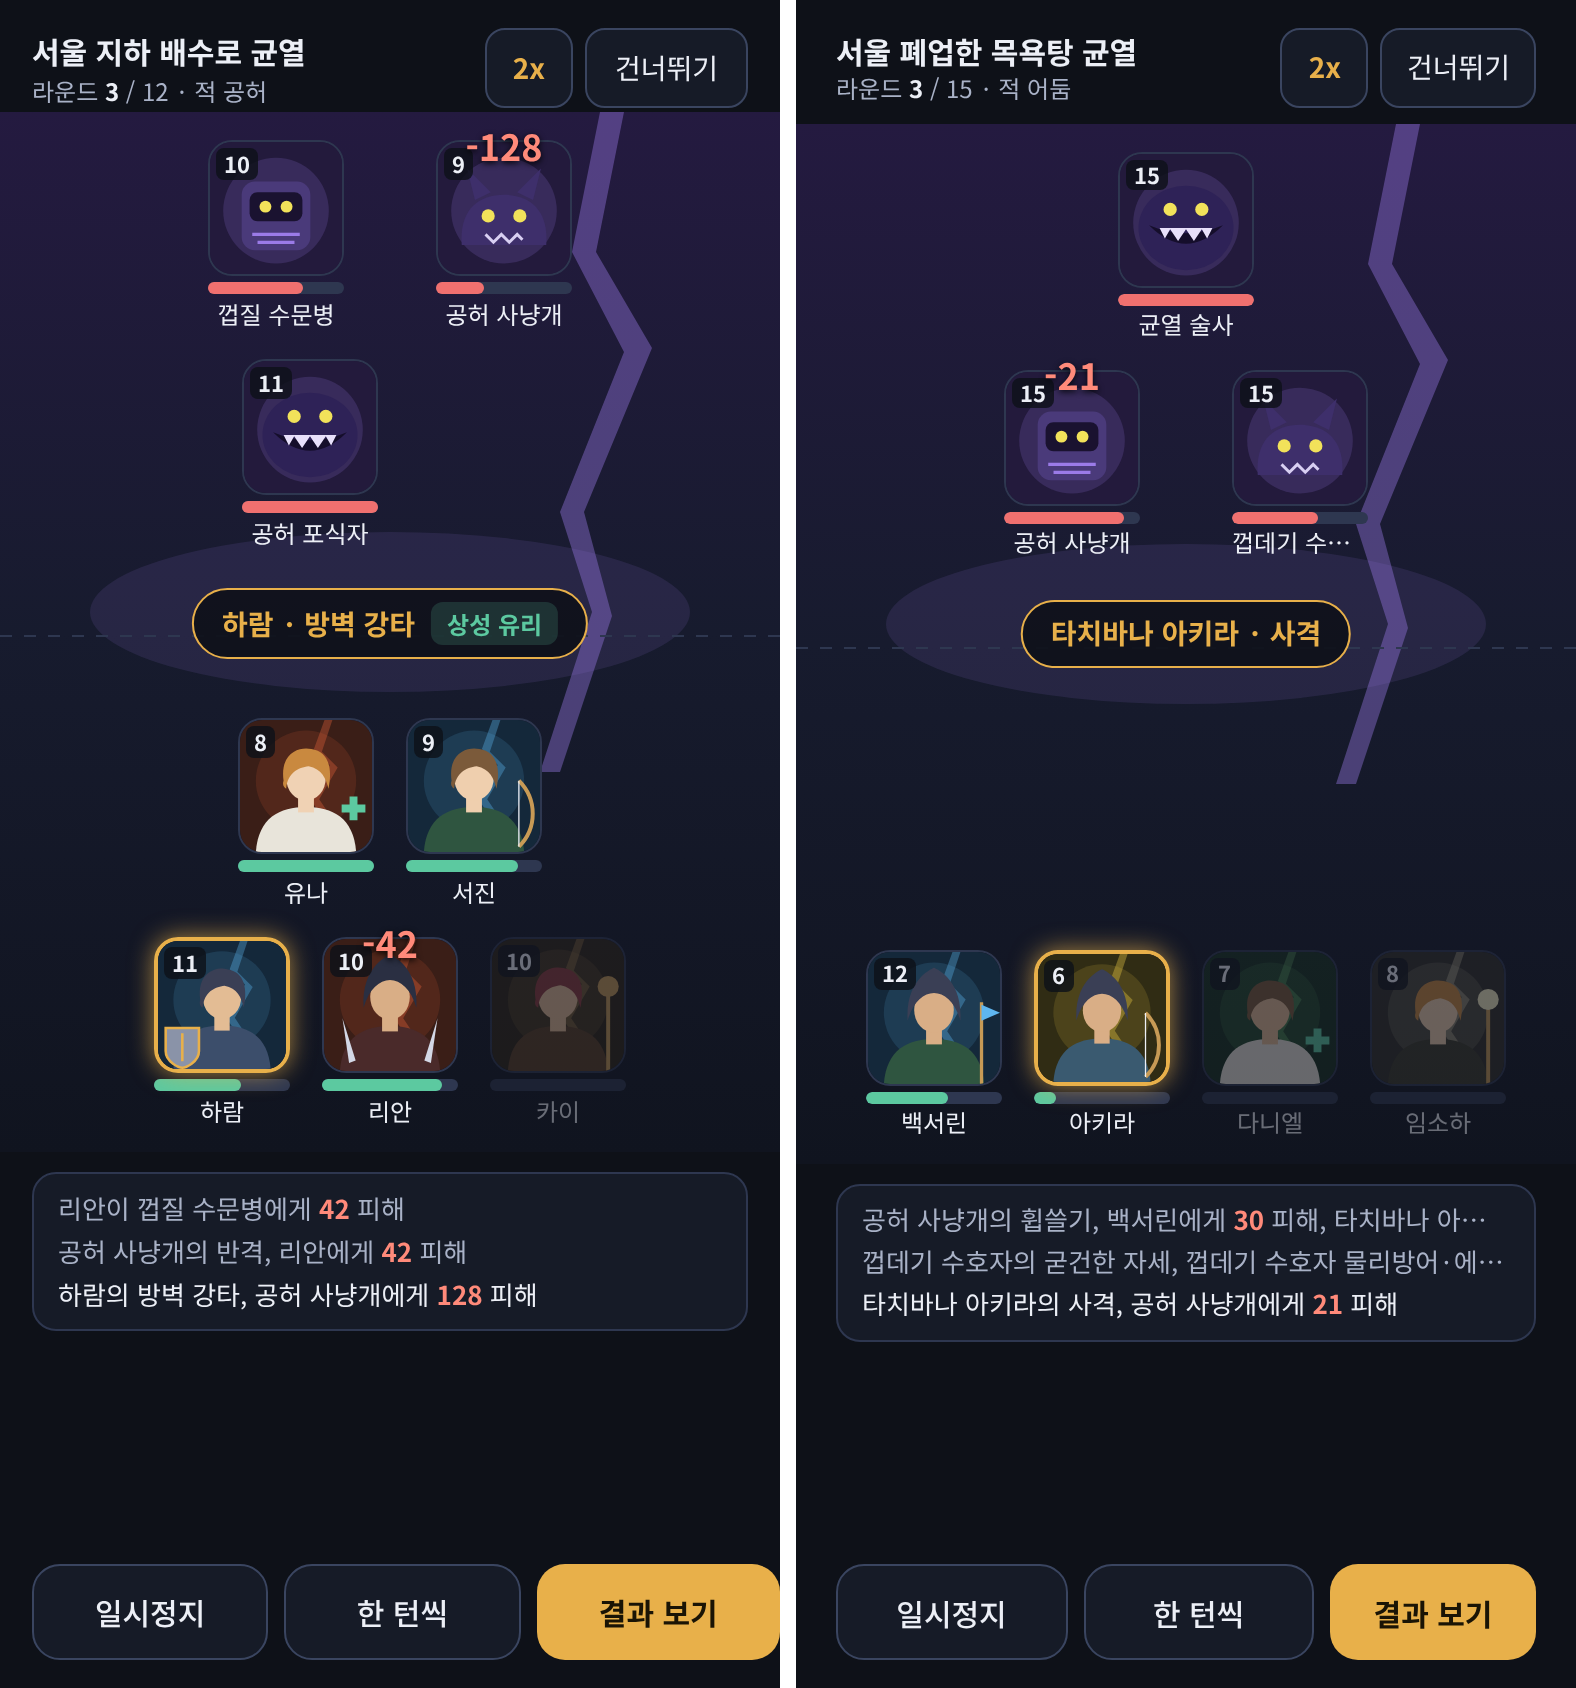 서울 지하 배수로 균열
라운드 3 / 12 · 적 공허
2x
건너뛰기
10
9
-128
껍질 수문병
공허 사냥개
11
공허 포식자
하람 · 방벽 강타
상성 유리
8
9
유나
서진
11
10
-42
10
하람
리안
카이
리안이 껍질 수문병에게 42 피해
공허 사냥개의 반격, 리안에게 42 피해
하람의 방벽 강타, 공허 사냥개에게 128 피해
일시정지
한 턴씩
결과 보기
서울 폐업한 목욕탕 균열
라운드 3 / 15 · 적 어둠
2x
건너뛰기
15
균열 술사
15
-21
15
공허 사냥개
껍데기 수···
타치바나 아키라 · 사격
12
6
7
8
백서린
아키라
다니엘
임소하
공허 사냥개의 휩쓸기, 백서린에게 30 피해, 타치바나 아···
껍데기 수호자의 굳건한 자세, 껍데기 수호자 물리방어·에···
타치바나 아키라의 사격, 공허 사냥개에게 21 피해
일시정지
한 턴씩
결과 보기